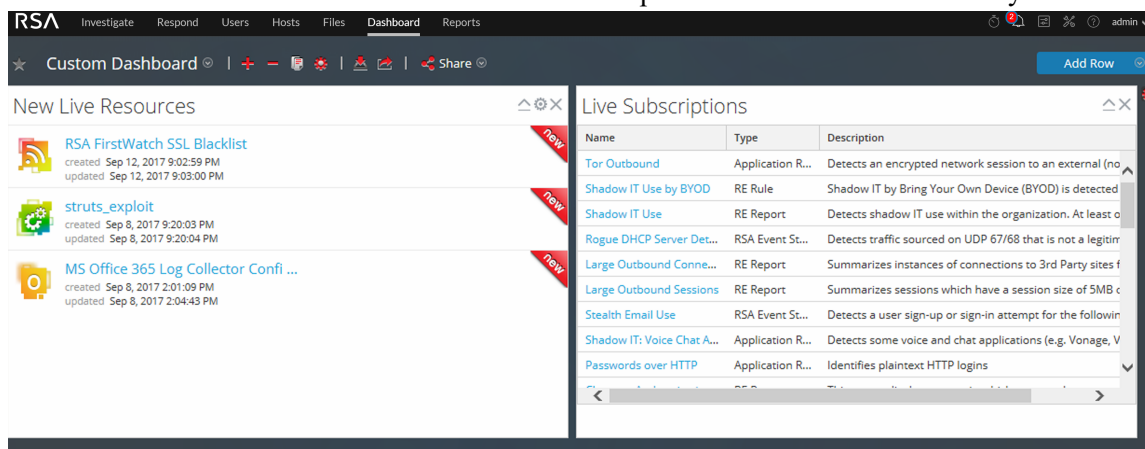 RSA Investigate Respond Users Hosts Files Dashboard Reports 2 admin
Custom Dashboard Share Add Row
New Live Resources
RSA FirstWatch SSL Blacklist
created Sep 12, 2017 9:02:59 PM
updated Sep 12, 2017 9:03:00 PM
new
struts_exploit
created Sep 8, 2017 9:20:03 PM
updated Sep 8, 2017 9:20:04 PM
new
MS Office 365 Log Collector Confi ...
created Sep 8, 2017 2:01:09 PM
updated Sep 8, 2017 2:04:43 PM
new
Live Subscriptions
Name Type Description
Tor Outbound Application R... Detects an encrypted network session to an external (no
Shadow IT Use by BYOD RE Rule Shadow IT by Bring Your Own Device (BYOD) is detected
Shadow IT Use RE Report Detects shadow IT use within the organization. At least o
Rogue DHCP Server Det... RSA Event St... Detects traffic sourced on UDP 67/68 that is not a legitim
Large Outbound Conne... RE Report Summarizes instances of connections to 3rd Party sites f
Large Outbound Sessions RE Report Summarizes sessions which have a session size of 5MB o
Stealth Email Use RSA Event St... Detects a user sign-up or sign-in attempt for the followin
Shadow IT: Voice Chat A... Application R... Detects some voice and chat applications (e.g. Vonage, V
Passwords over HTTP Application R... Identifies plaintext HTTP logins